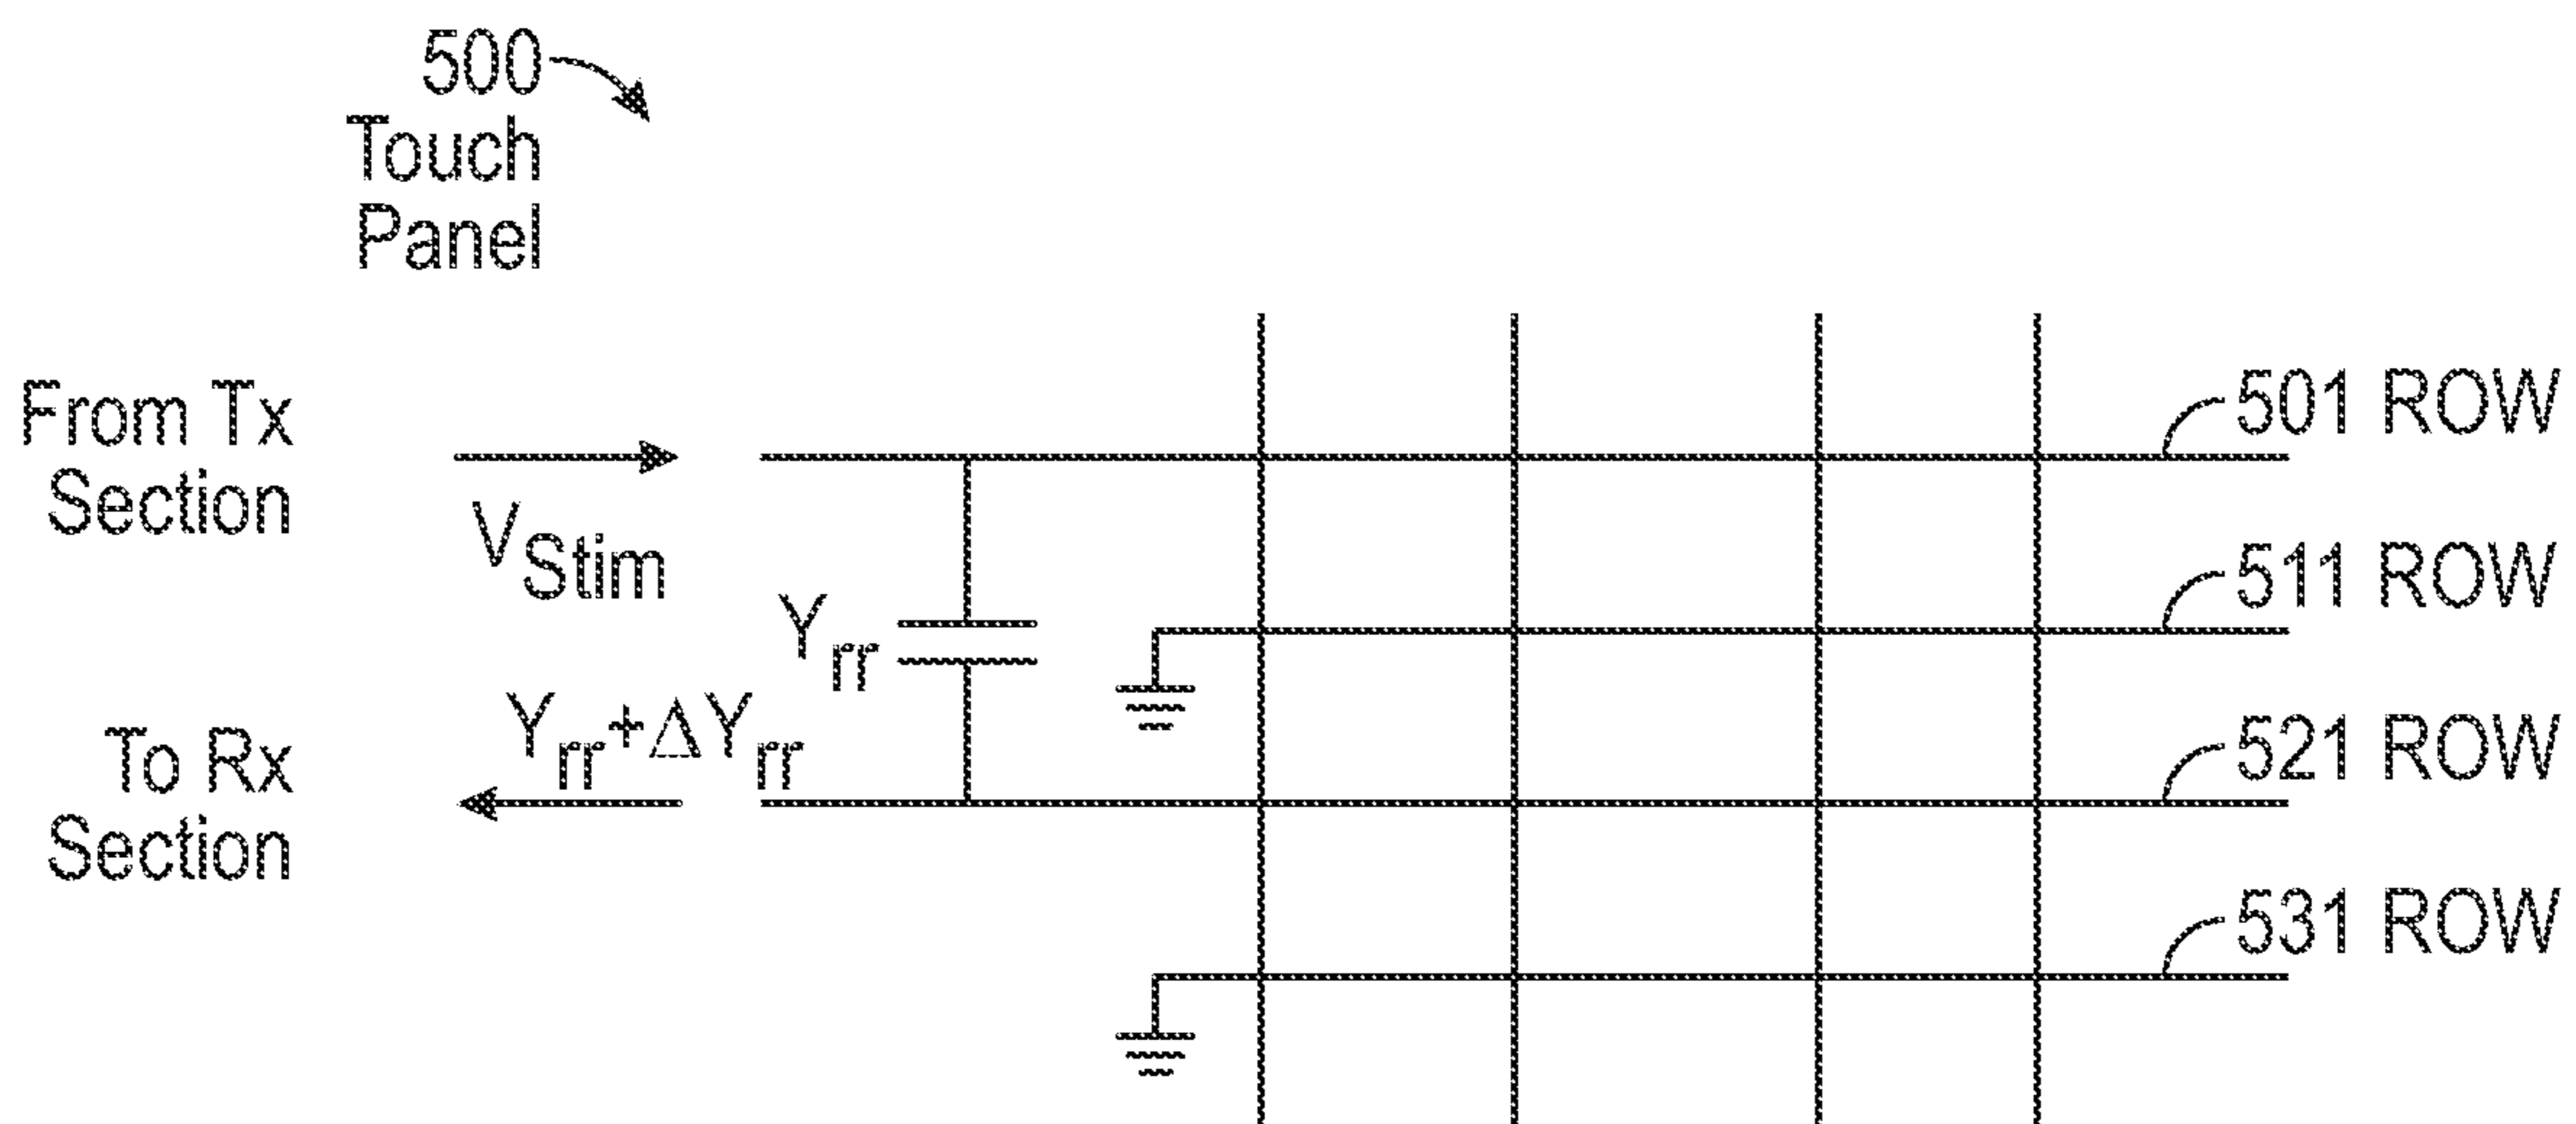 500
Touch
Panel
From Tx
Section
VStim
Yrr
Yrr+ΔYrr
To Rx
Section
501 ROW
511 ROW
521 ROW
531 ROW